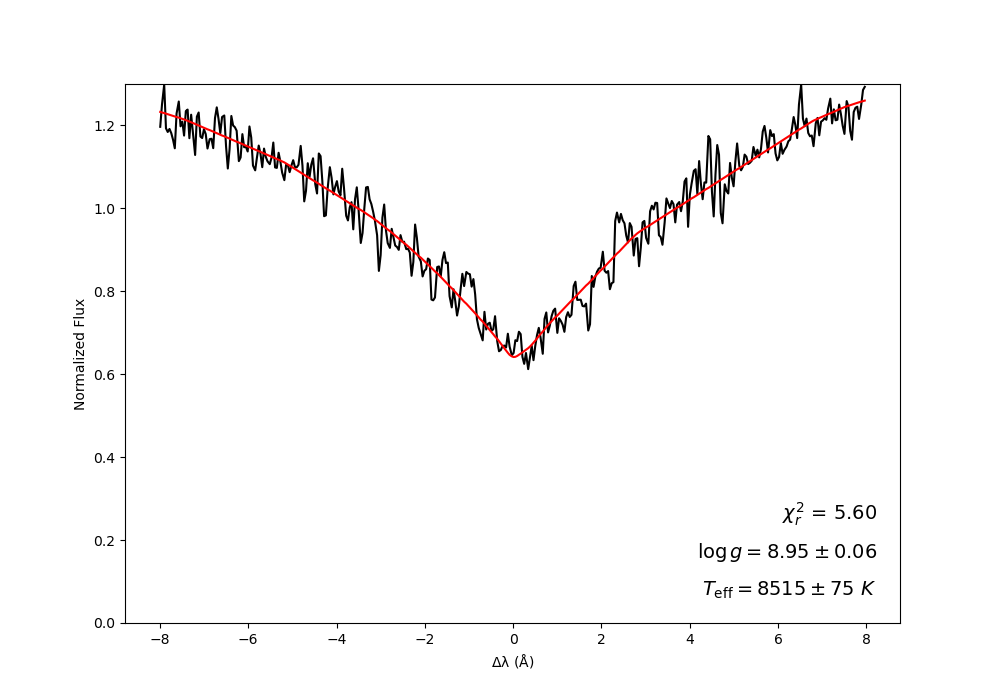 1.2
1.0
0.8
0.6
0.4
0.2
0.0
Normalized Flux
χ²ᵣ = 5.60
log g = 8.95 ± 0.06
T_eff = 8515 ± 75 K
−8 −6 −4 −2 0 2 4 6 8
Δλ (Å)